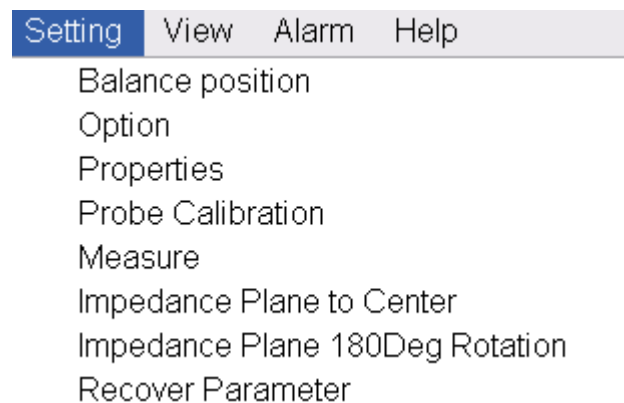 Setting View Alarm Help
Balance position
Option
Properties
Probe Calibration
Measure
Impedance Plane to Center
Impedance Plane 180Deg Rotation
Recover Parameter